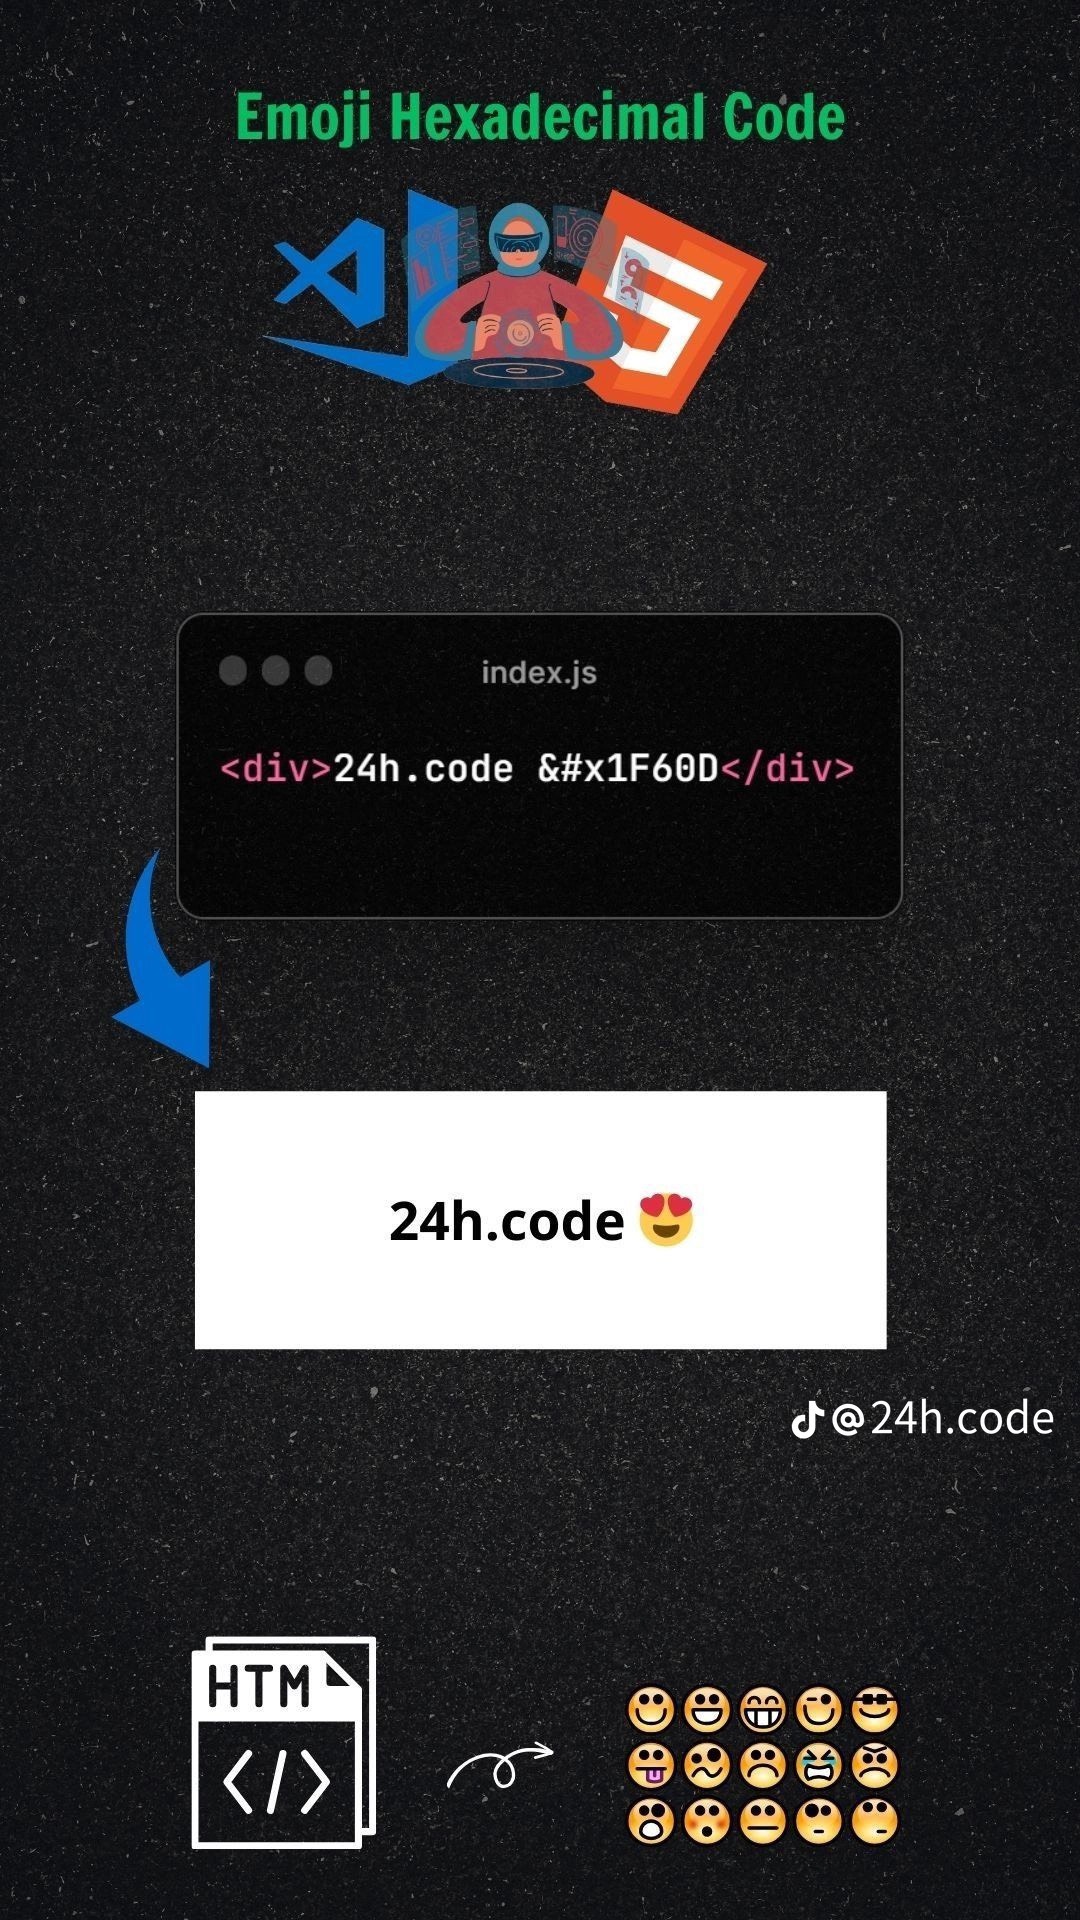 Emoji Hexadecimal Code
index.js
<div>24h.code &#x1F60D</div>
24h.code 😍
@24h.code
HTM
</>